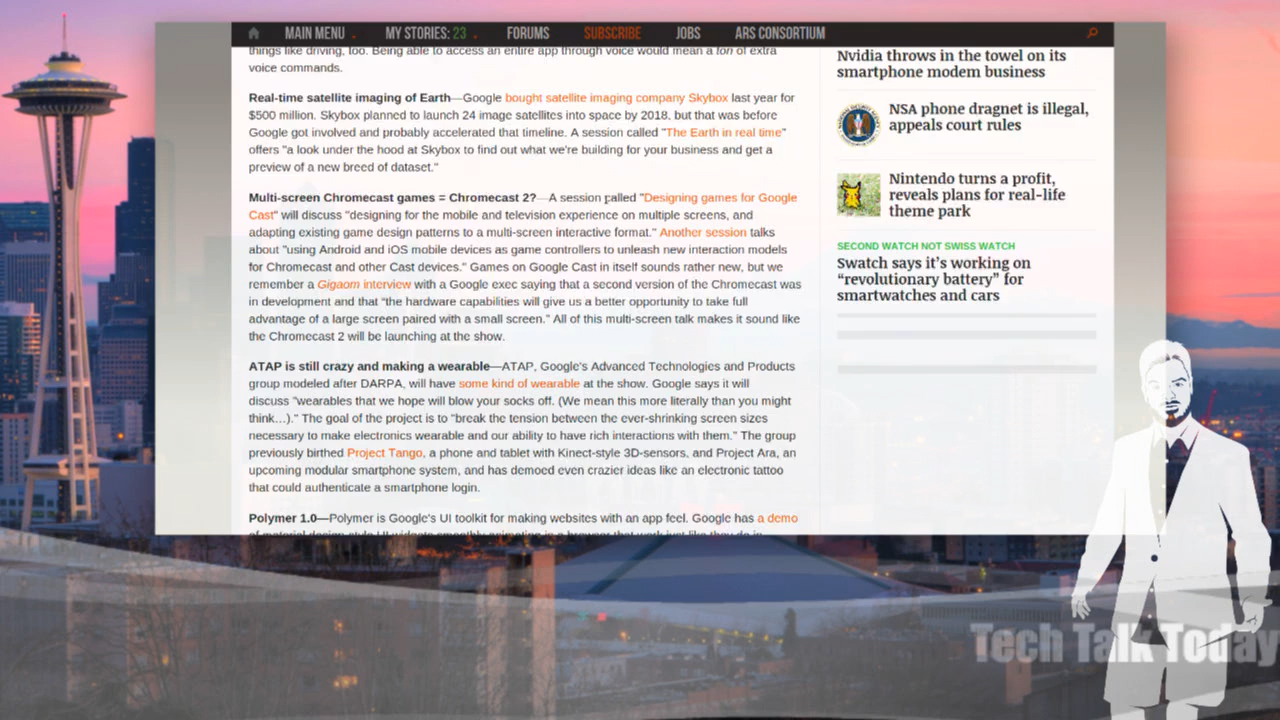 MAIN MENU
MY STORIES: 23
FORUMS
SUBSCRIBE
JOBS
ARS CONSORTIUM
things like driving, too. Being able to access an entire app through voice would mean a ton of extra
voice commands.
Real-time satellite imaging of Earth—Google bought satellite imaging company Skybox last year for
$500 million. Skybox planned to launch 24 image satellites into space by 2018, but that was before
Google got involved and probably accelerated that timeline. A session called "The Earth in real time"
offers "a look under the hood at Skybox to find out what we're building for your business and get a
preview of a new breed of dataset."
Multi-screen Chromecast games = Chromecast 2?—A session called "Designing games for Google
Cast" will discuss "designing for the mobile and television experience on multiple screens, and
adapting existing game design patterns to a multi-screen interactive format." Another session talks
about "using Android and iOS mobile devices as game controllers to unleash new interaction models
for Chromecast and other Cast devices." Games on Google Cast in itself sounds rather new, but we
remember a Gigaom interview with a Google exec saying that a second version of the Chromecast was
in development and that "the hardware capabilities will give us a better opportunity to take full
advantage of a large screen paired with a small screen." All of this multi-screen talk makes it sound like
the Chromecast 2 will be launching at the show.
ATAP is still crazy and making a wearable—ATAP, Google's Advanced Technologies and Products
group modeled after DARPA, will have some kind of wearable at the show. Google says it will
discuss "wearables that we hope will blow your socks off. (We mean this more literally than you might
think…)." The goal of the project is to "break the tension between the ever-shrinking screen sizes
necessary to make electronics wearable and our ability to have rich interactions with them." The group
previously birthed Project Tango, a phone and tablet with Kinect-style 3D-sensors, and Project Ara, an
upcoming modular smartphone system, and has demoed even crazier ideas like an electronic tattoo
that could authenticate a smartphone login.
Polymer 1.0—Polymer is Google's UI toolkit for making websites with an app feel. Google has a demo
of material design-style UI widgets smoothly animating in a browser that work just like they do in
Nvidia throws in the towel on its
smartphone modem business
NSA phone dragnet is illegal,
appeals court rules
Nintendo turns a profit,
reveals plans for real-life
theme park
SECOND WATCH NOT SWISS WATCH
Swatch says it's working on
“revolutionary battery” for
smartwatches and cars
Tech Talk Today